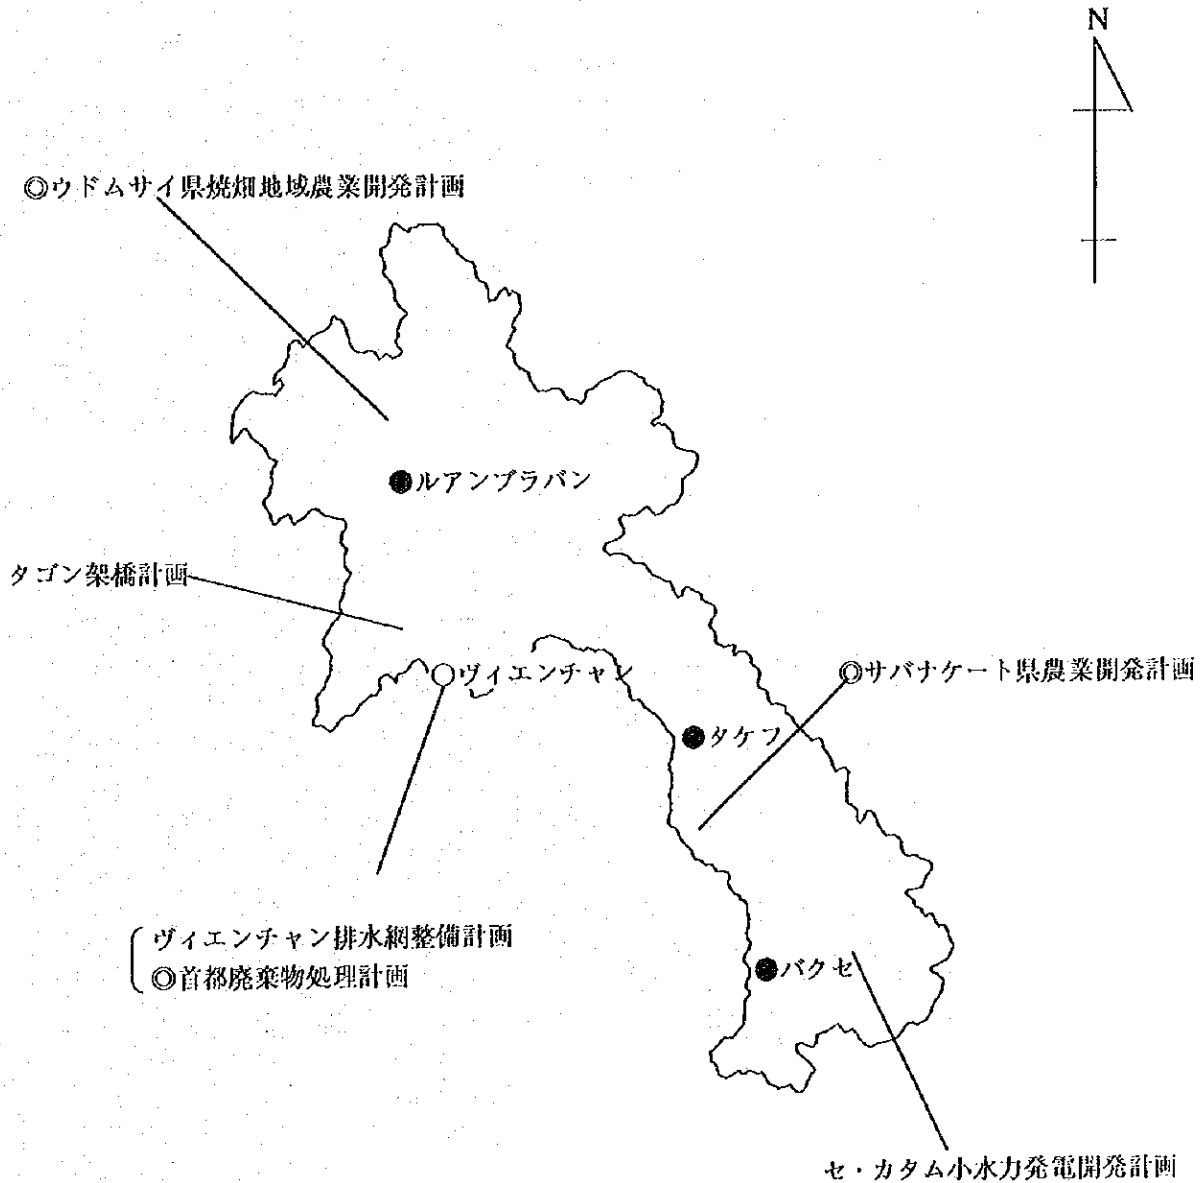 N
◎ウドムサイ県焼畑地域農業開発計画
●ルアンプラバン
タゴン架橋計画
○ヴィエンチャン
◎サバナケート県農業開発計画
●タケフ
ヴィエンチャン排水網整備計画
◎首都廃棄物処理計画
●パクセ
セ・カタム小水力発電開発計画